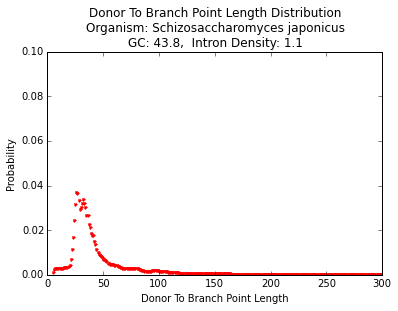 Donor To Branch Point Length Distribution
Organism: Schizosaccharomyces japonicus
GC: 43.8,  Intron Density: 1.1
0.10
0.08
0.06
0.04
0.02
0.00
Probability
0 50 100 150 200 250 300
Donor To Branch Point Length